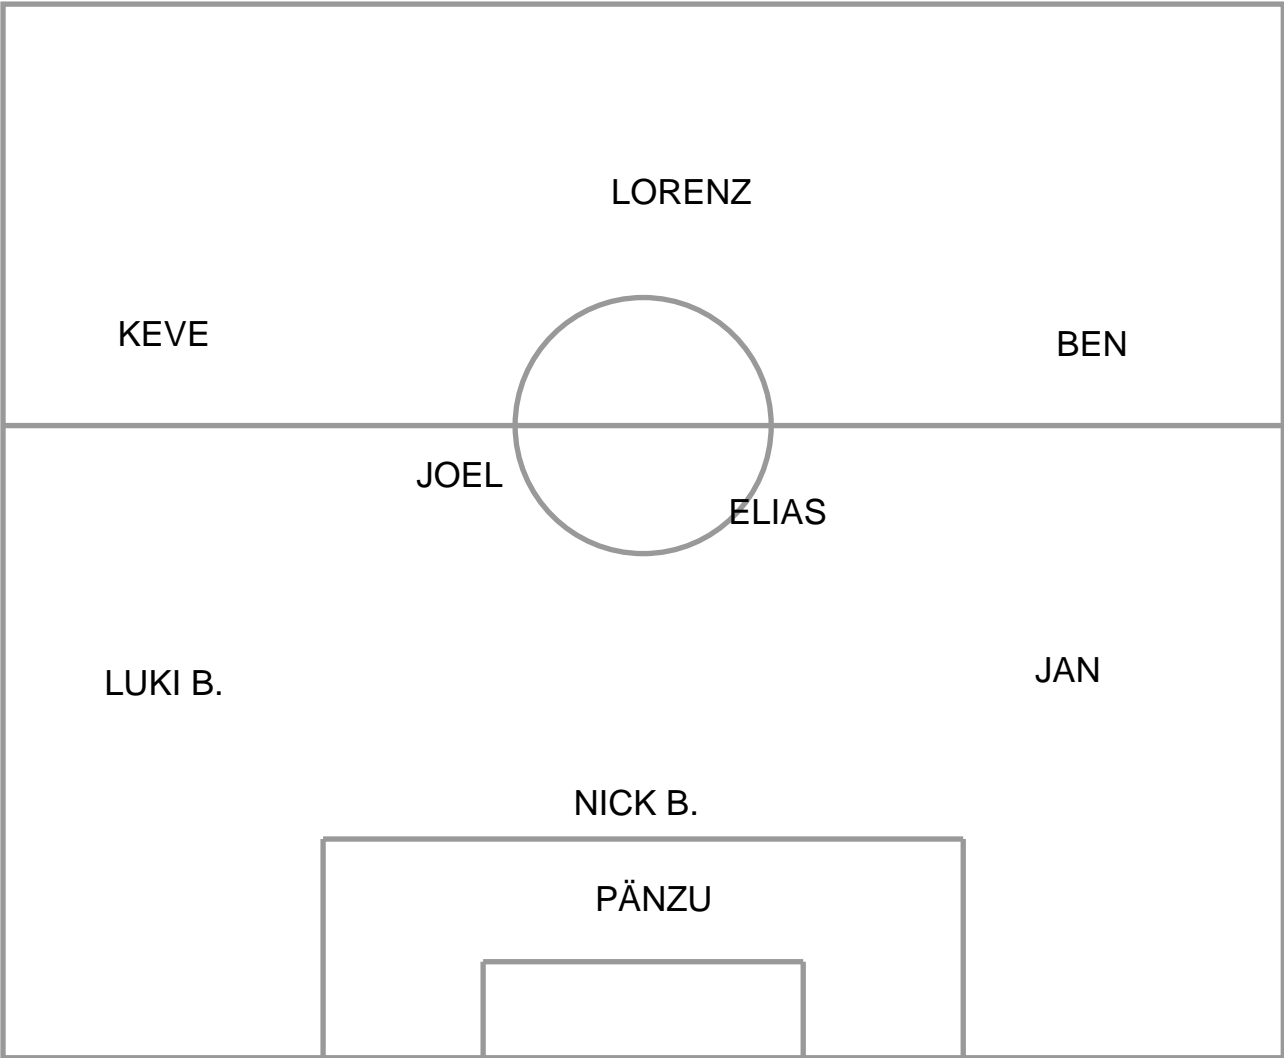 LORENZ
KEVE
BEN
JOEL
ELIAS
LUKI B.
JAN
NICK B.
PÄNZU